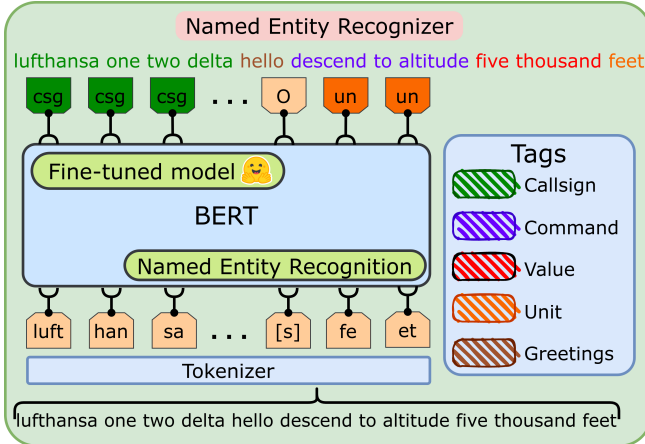 Named Entity Recognizer
lufthansa one two delta hello descend to altitude five thousand feet
csg csg csg ... O un un
Fine-tuned model
BERT
Named Entity Recognition
luft han sa ... [s] fe et
Tokenizer
lufthansa one two delta hello descend to altitude five thousand feet
Tags
Callsign
Command
Value
Unit
Greetings